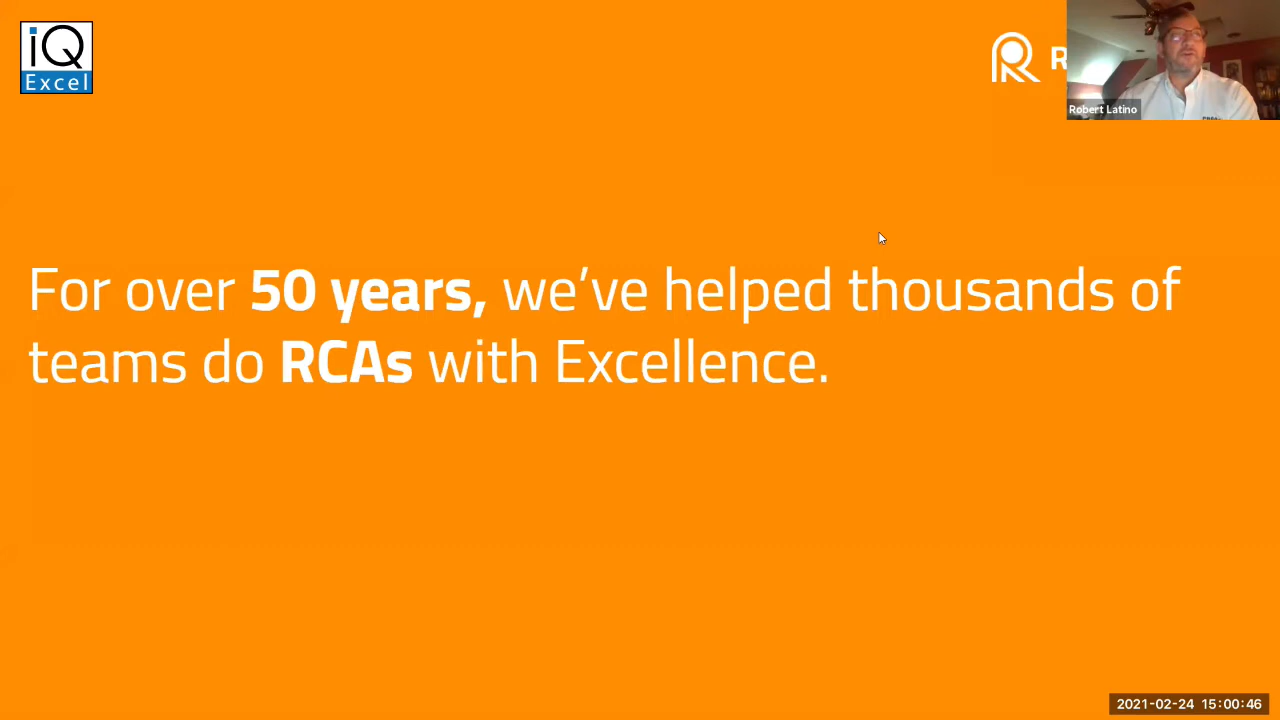 iQ
Excel
R
Robert Latino
For over 50 years, we’ve helped thousands of
teams do RCAs with Excellence.
2021-02-24 15:00:46